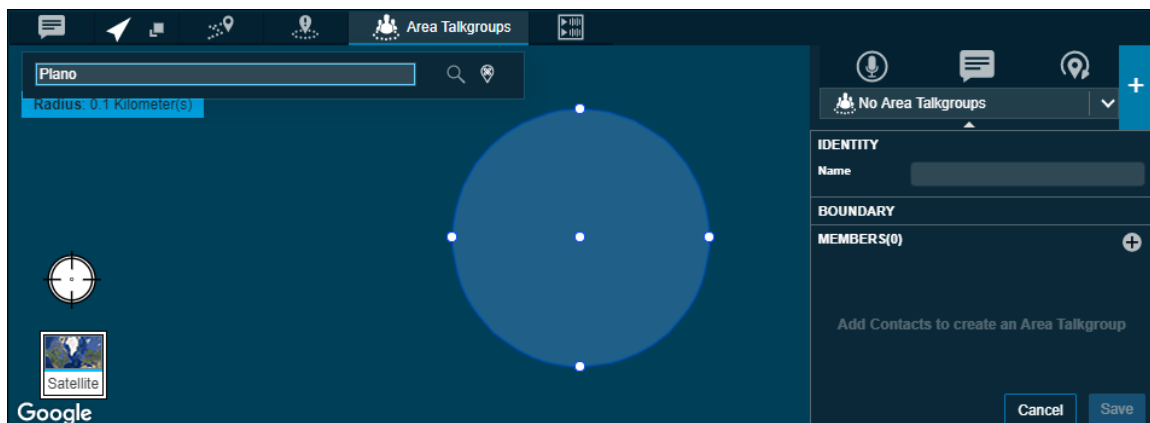 Area Talkgroups
Plano
Radius: 0.1 Kilometer(s)
Satellite
Google
No Area Talkgroups
IDENTITY
Name
BOUNDARY
MEMBERS(0)
Add Contacts to create an Area Talkgroup
Cancel
Save